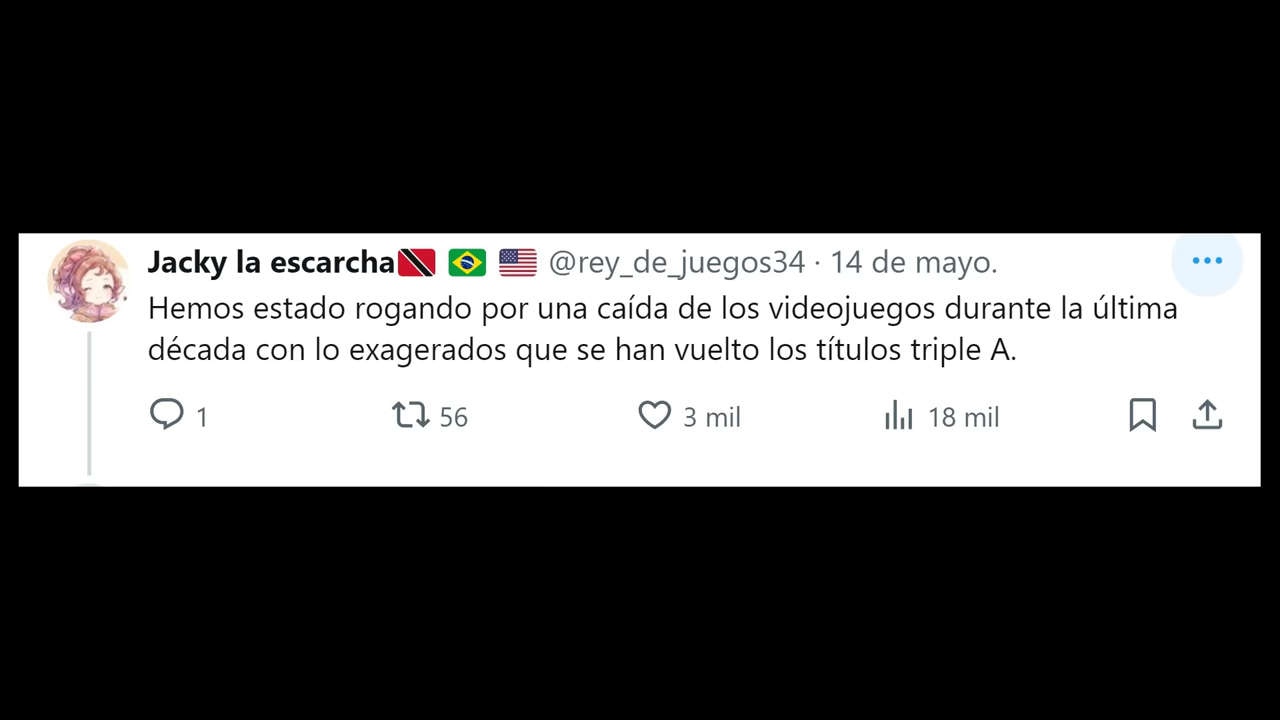 Jacky la escarcha🇹🇹 🇧🇷 🇺🇸 @rey_de_juegos34 · 14 de mayo.
Hemos estado rogando por una caída de los videojuegos durante la última
década con lo exagerados que se han vuelto los títulos triple A.
1 56 3 mil 18 mil